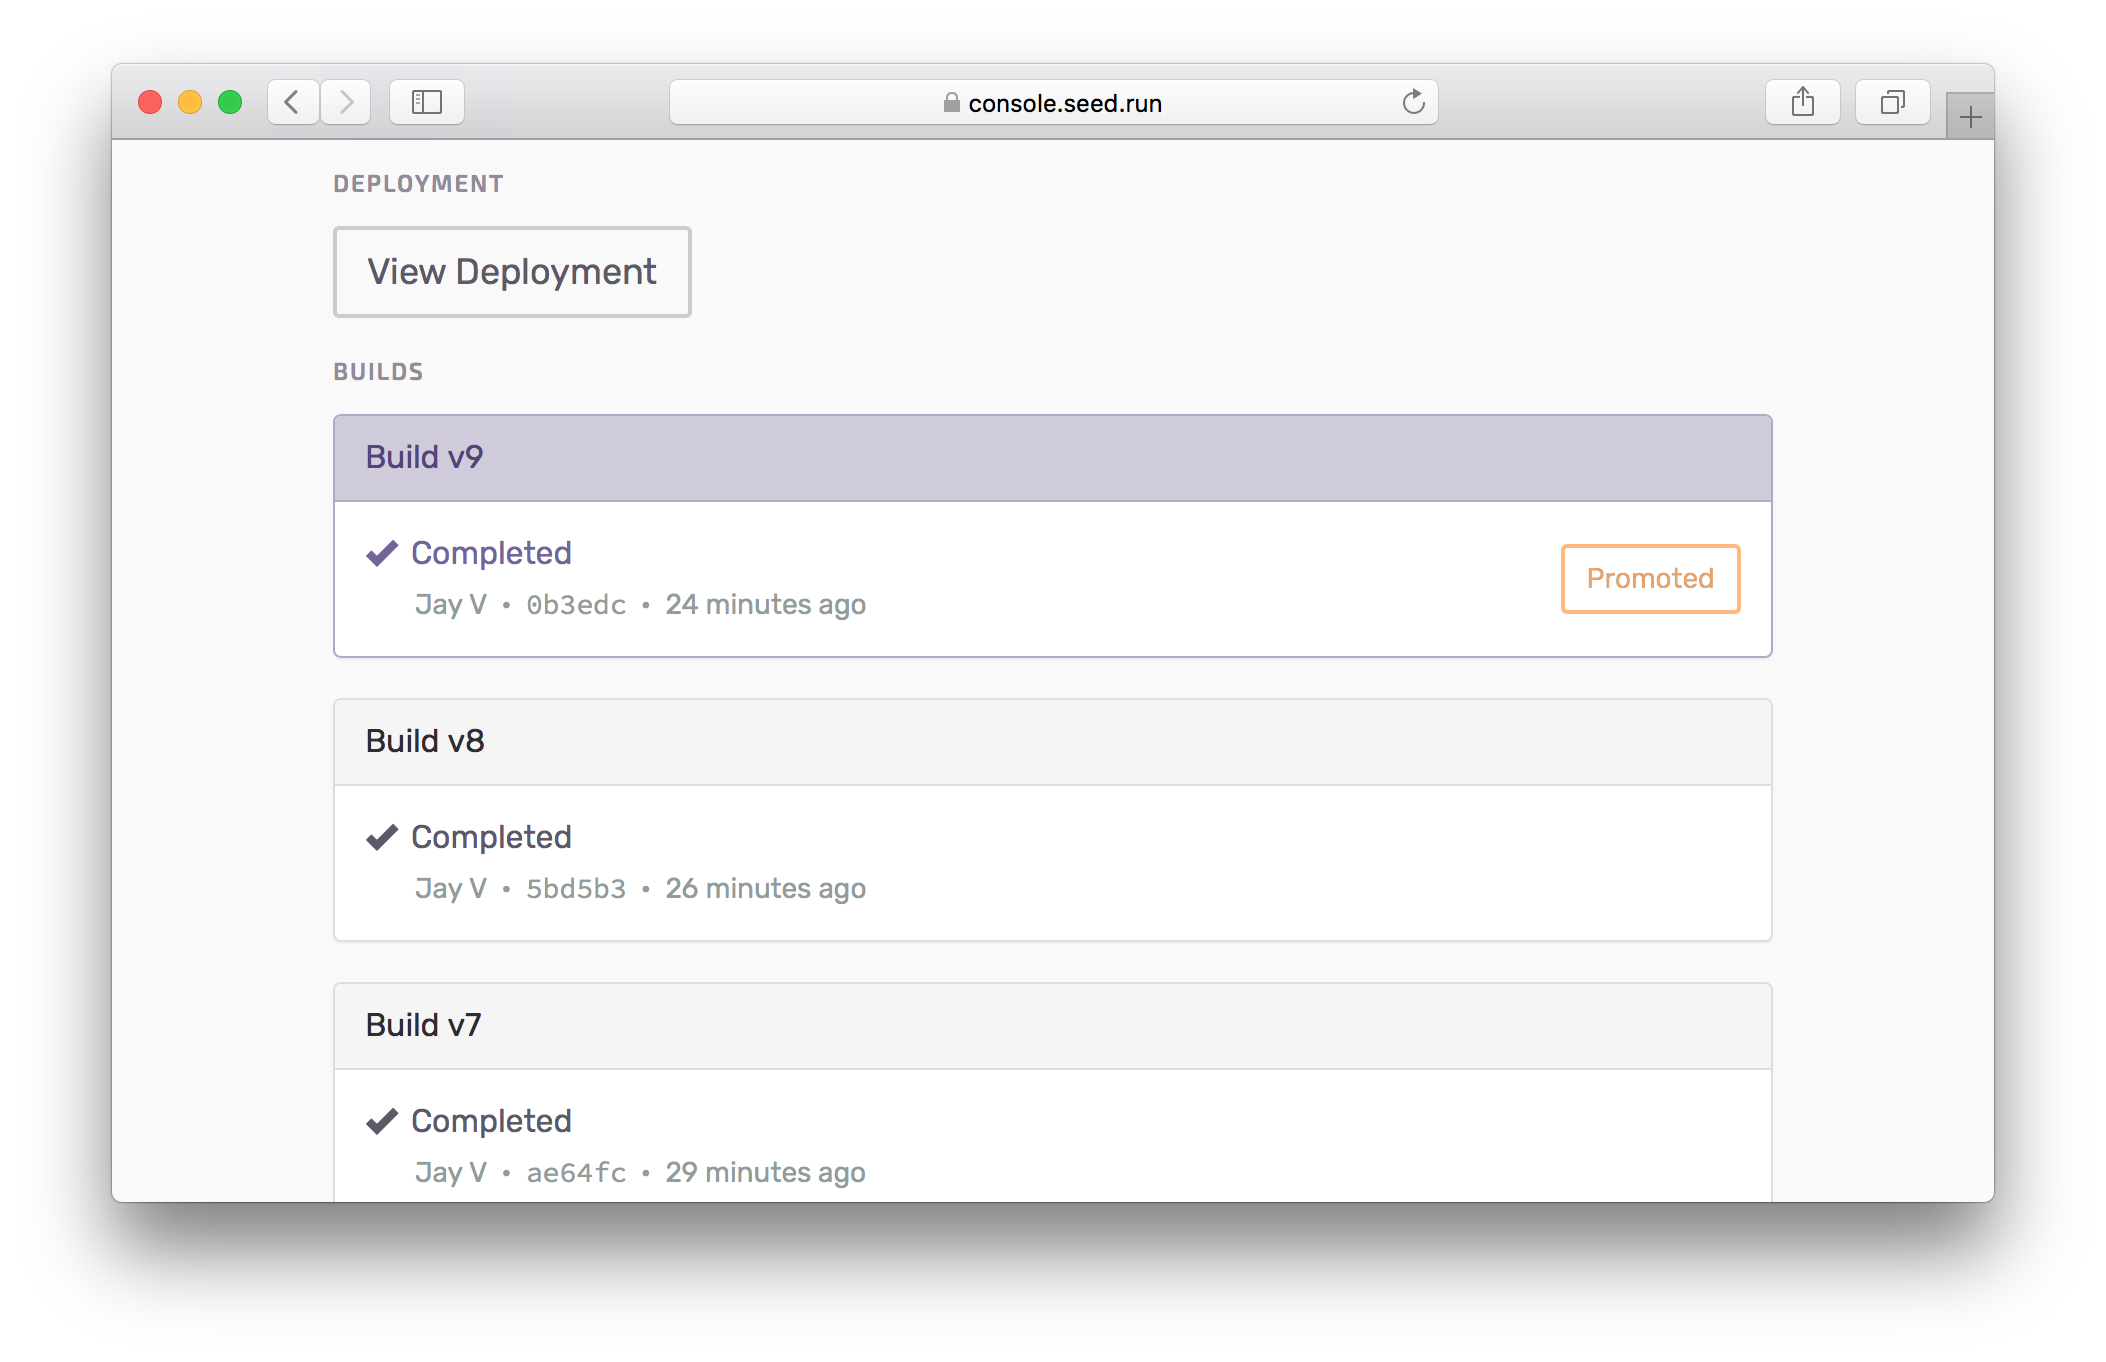 console.seed.run
DEPLOYMENT
View Deployment
BUILDS
Build v9
Completed
Promoted
Jay V • 0b3edc • 24 minutes ago
Build v8
Completed
Jay V • 5bd5b3 • 26 minutes ago
Build v7
Completed
Jay V • ae64fc • 29 minutes ago